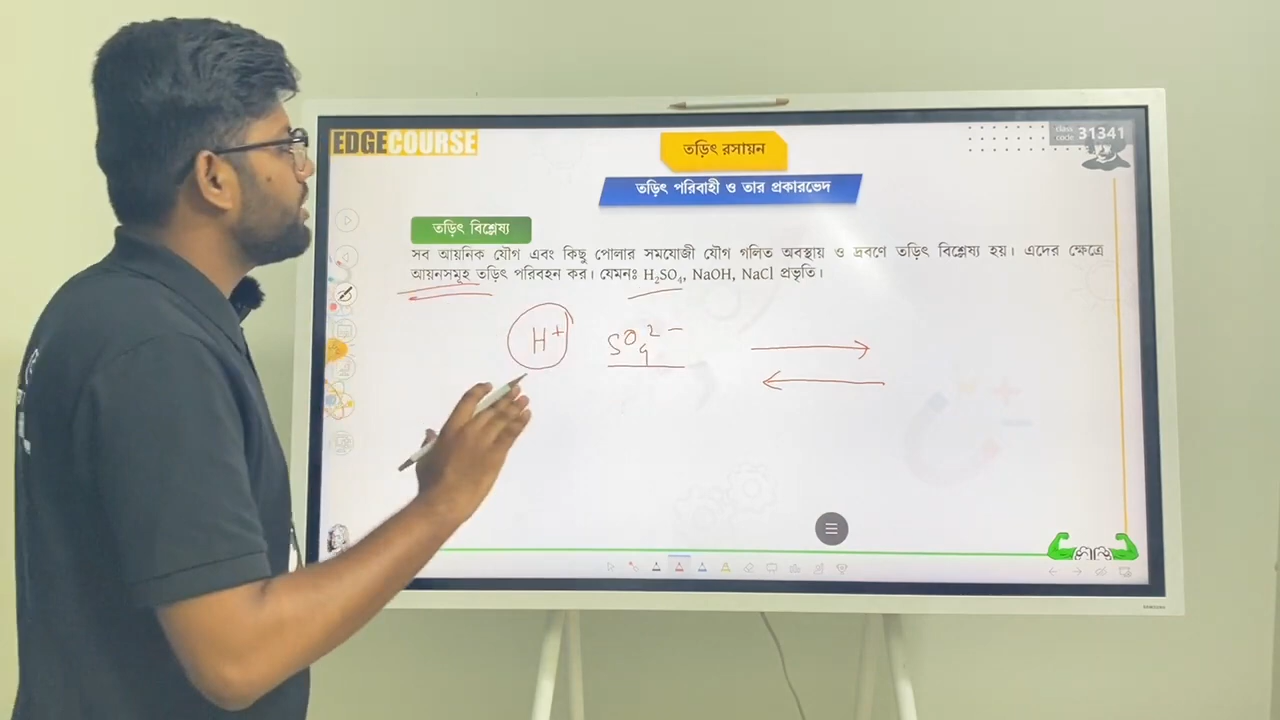 EDGECOURSE
class code 31341
তড়িৎ রসায়ন
তড়িৎ পরিবাহী ও তার প্রকারভেদ
তড়িৎ বিশ্লেষ্য
সব আয়নিক যৌগ এবং কিছু পোলার সমযোজী যৌগ গলিত অবস্থায় ও দ্রবণে তড়িৎ বিশ্লেষ্য হয়। এদের ক্ষেত্রে
আয়নসমূহ তড়িৎ পরিবহন কর। যেমনঃ H₂SO₄, NaOH, NaCl প্রভৃতি।
H⁺ SO₄²⁻
SAMSUNG